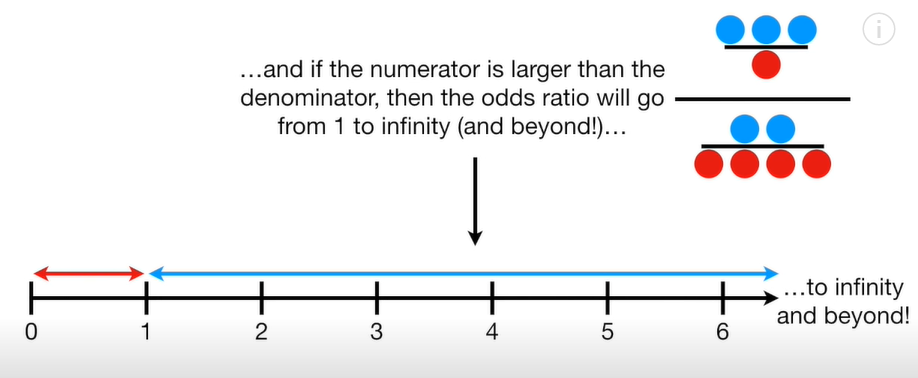 …and if the numerator is larger than the
denominator, then the odds ratio will go
from 1 to infinity (and beyond!)…
i
0 1 2 3 4 5 6
…to infinity
and beyond!